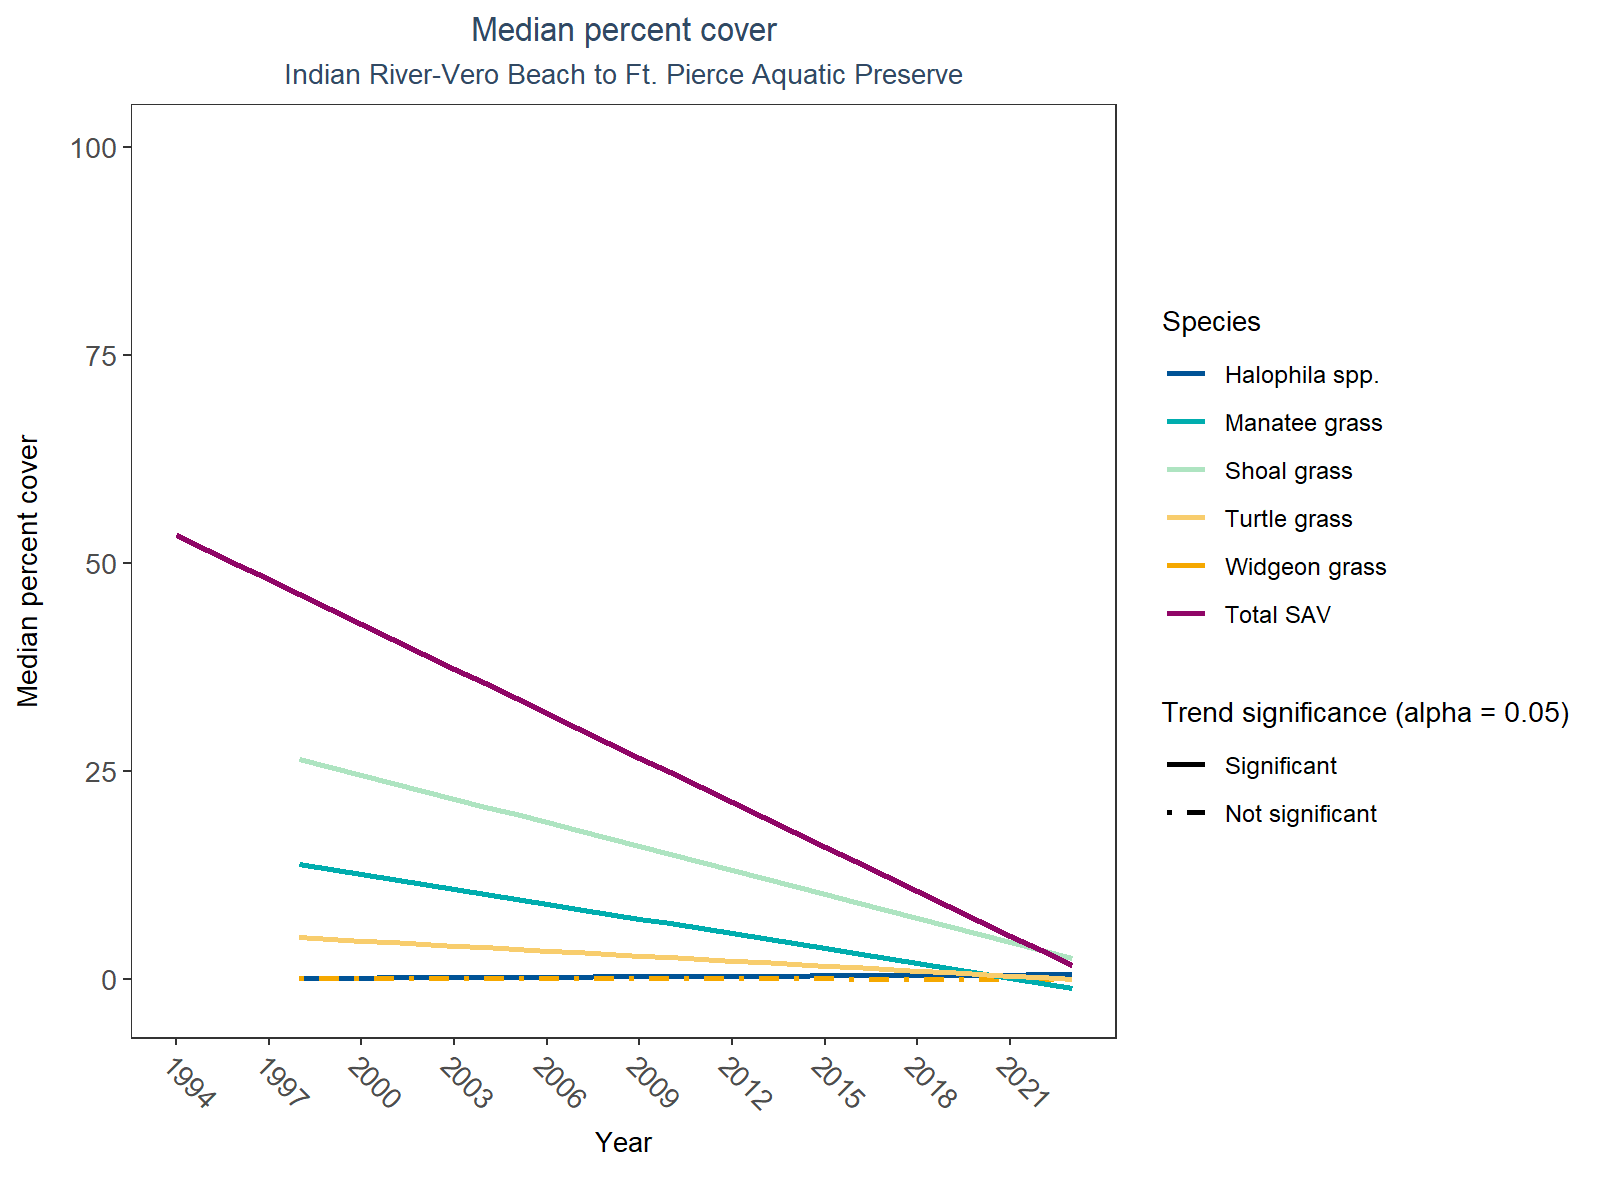 Median percent cover
Indian River-Vero Beach to Ft. Pierce Aquatic Preserve
Median percent cover
100
75
50
25
0
1994
1997
2000
2003
2006
2009
2012
2015
2018
2021
Year
Species
Halophila spp.
Manatee grass
Shoal grass
Turtle grass
Widgeon grass
Total SAV
Trend significance (alpha = 0.05)
Significant
Not significant